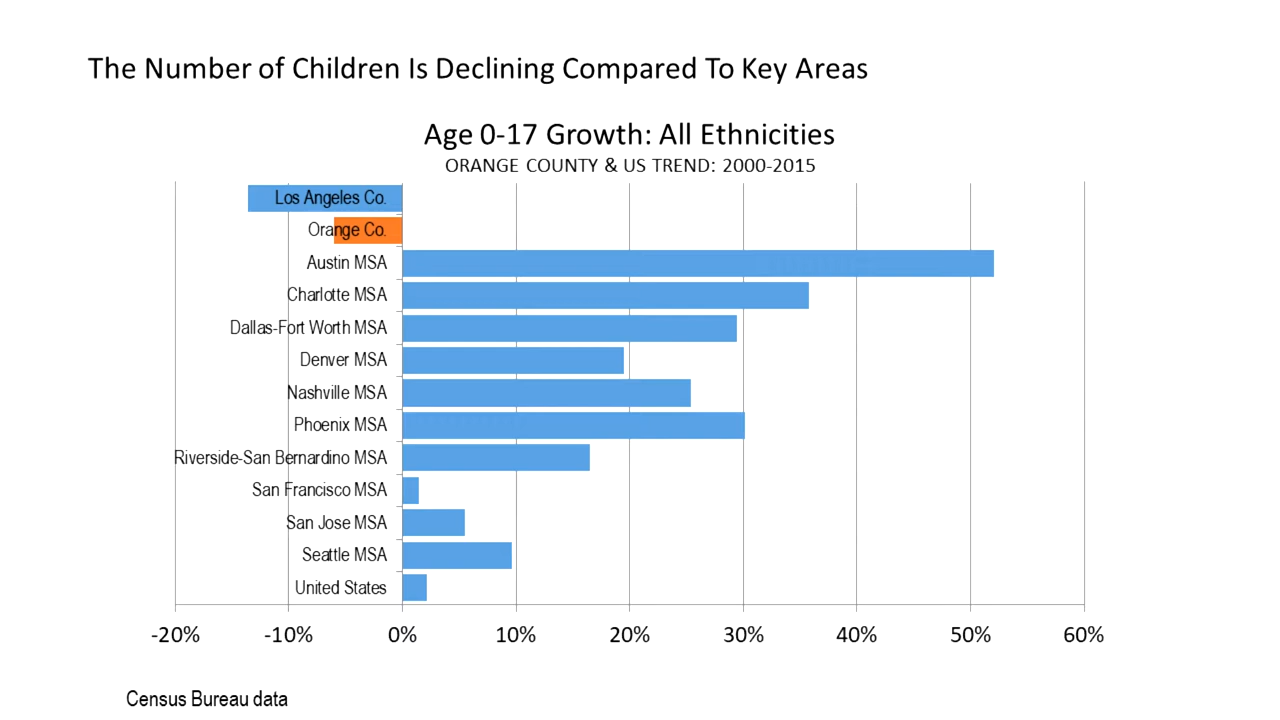 The Number of Children Is Declining Compared To Key Areas
Age 0-17 Growth: All Ethnicities
ORANGE COUNTY & US TREND: 2000-2015
Los Angeles Co.
Orange Co.
Austin MSA
Charlotte MSA
Dallas-Fort Worth MSA
Denver MSA
Nashville MSA
Phoenix MSA
Riverside-San Bernardino MSA
San Francisco MSA
San Jose MSA
Seattle MSA
United States
-20% -10% 0% 10% 20% 30% 40% 50% 60%
Census Bureau data